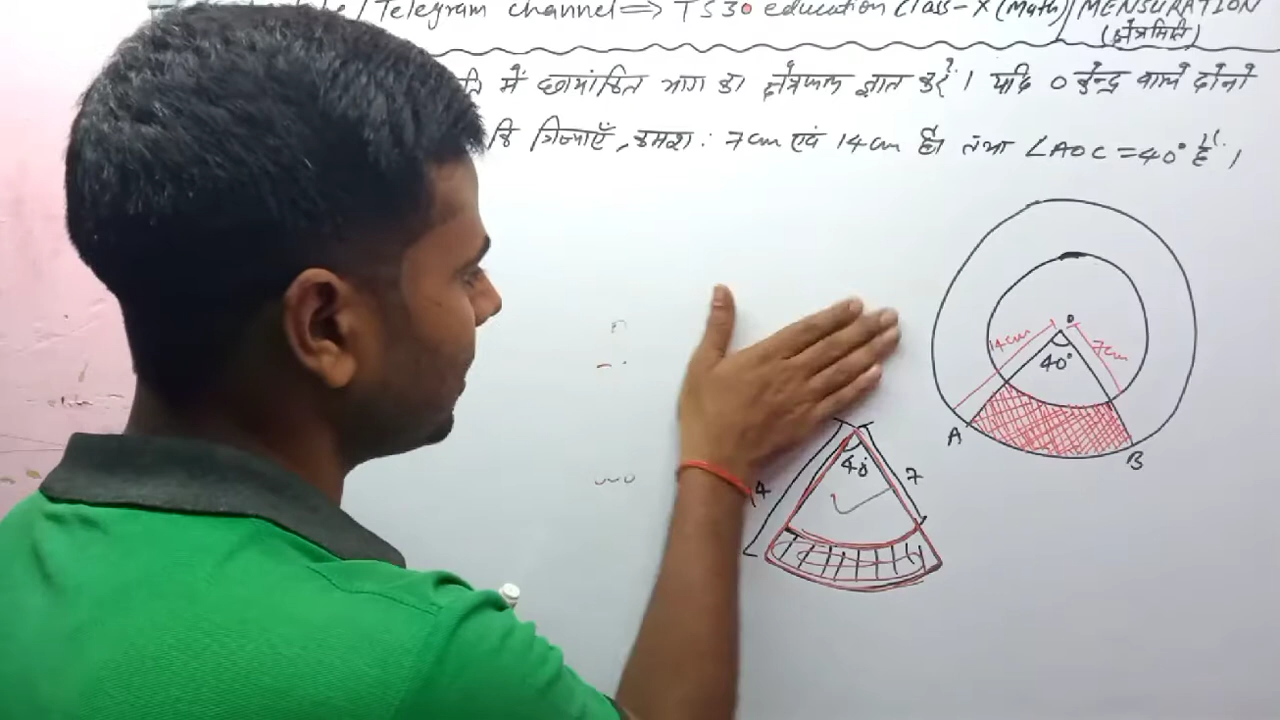 Telegram channel ⇒ TS30 education Class-X (Math) MENSURATION
(क्षेत्रमिति)
में छायांकित भाग का क्षेत्रफल ज्ञात करें। यदि O केन्द्र वाले दोनों
कि त्रिज्याएँ, क्रमश: 7cm एवं 14cm है। तथा ∠AOC = 40° है।
O
14cm
7cm
40°
A
B
40°
7